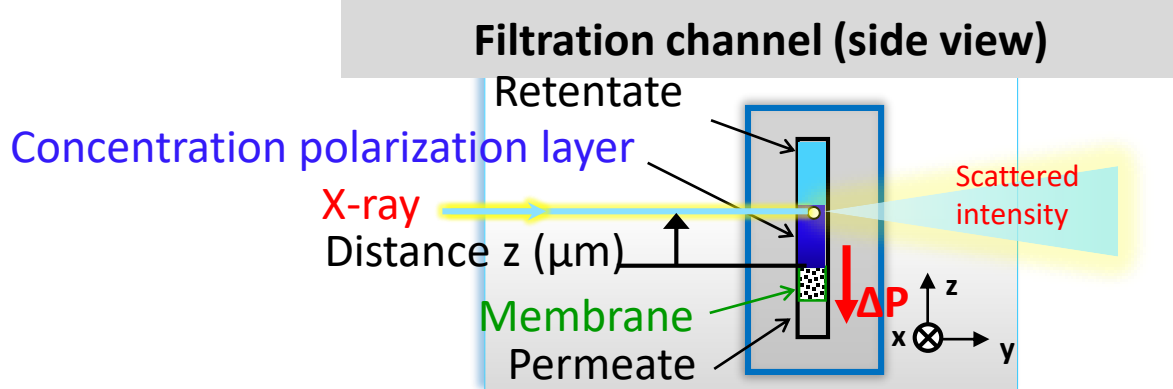 Filtration channel (side view)
Retentate
Concentration polarization layer
Scattered
intensity
X-ray
Distance z (μm)
ΔP
z
Membrane
x
y
Permeate